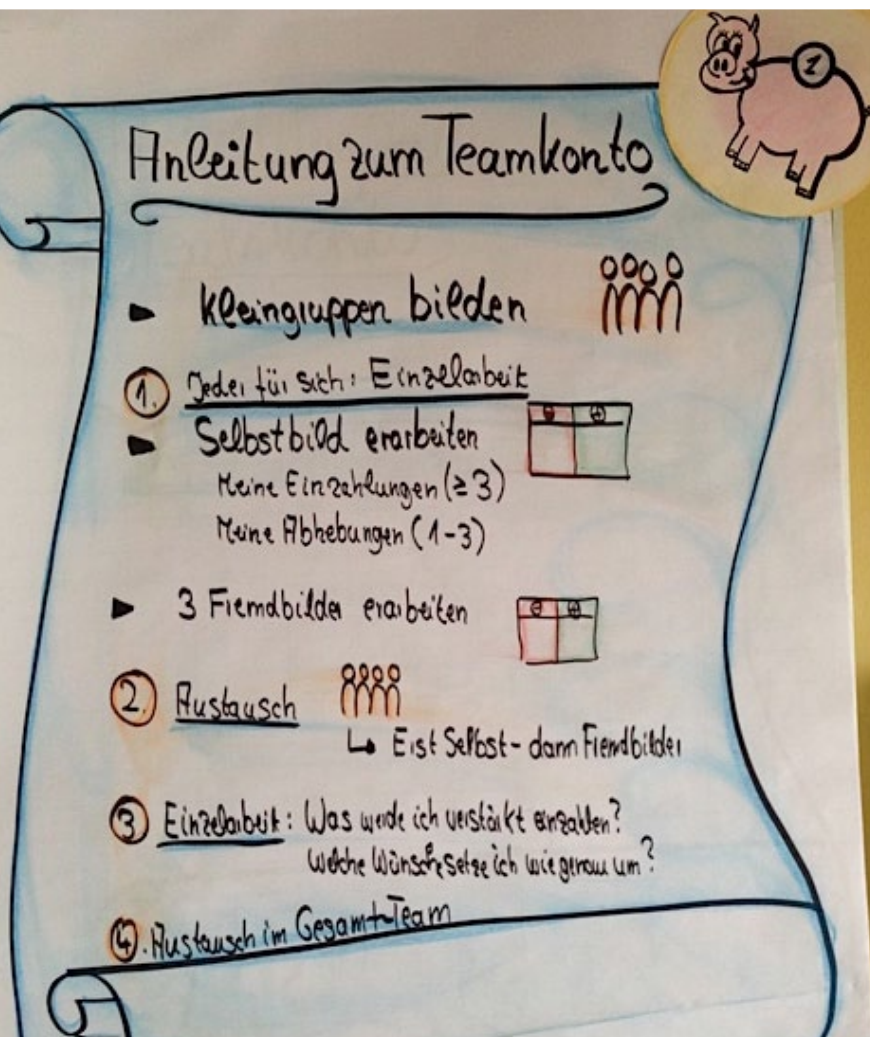 1
Anleitung zum Teamkonto
Kleingruppen bilden
1. Jeder für sich: Einzelarbeit
Selbstbild erarbeiten
⊖ ⊕
Meine Einzahlungen (≥3)
Meine Abhebungen (1-3)
3 Fremdbilder erarbeiten
⊖ ⊕
2. Austausch
↳ Erst Selbst- dann Fremdbilder
3 Einzelarbeit: Was werde ich verstärkt einzahlen?
Welche Wünsche setze ich wie genau um?
4. Austausch im Gesamt-Team